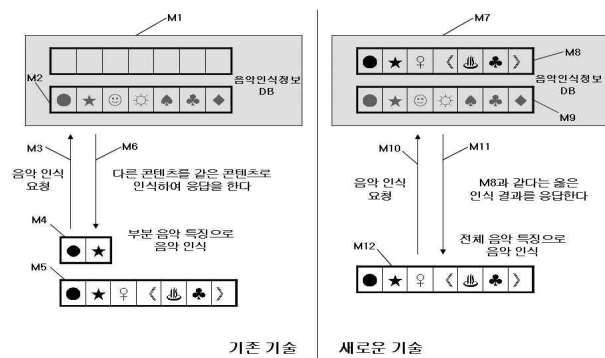 M1
M2
음악인식정보
DB
● ★ ☺ ☼ ♠ ♣ ◆
M3
M6
음악 인식
요청
다른 콘텐츠를 같은 콘텐츠로
인식하여 응답을 한다
M4
부분 음악 특징으로
음악 인식
● ★
M5
● ★ ♀ 《 ♨ ♣ 》
기존 기술
M7
M8
● ★ ♀ 《 ♨ ♣ 》
음악인식정보
DB
● ★ ☺ ☼ ♠ ♣ ◆
M9
M10
M11
음악 인식
요청
M8과 같다는 옳은
인식 결과를 응답한다
M12
전체 음악 특징으로
음악 인식
● ★ ♀ 《 ♨ ♣ 》
새로운 기술